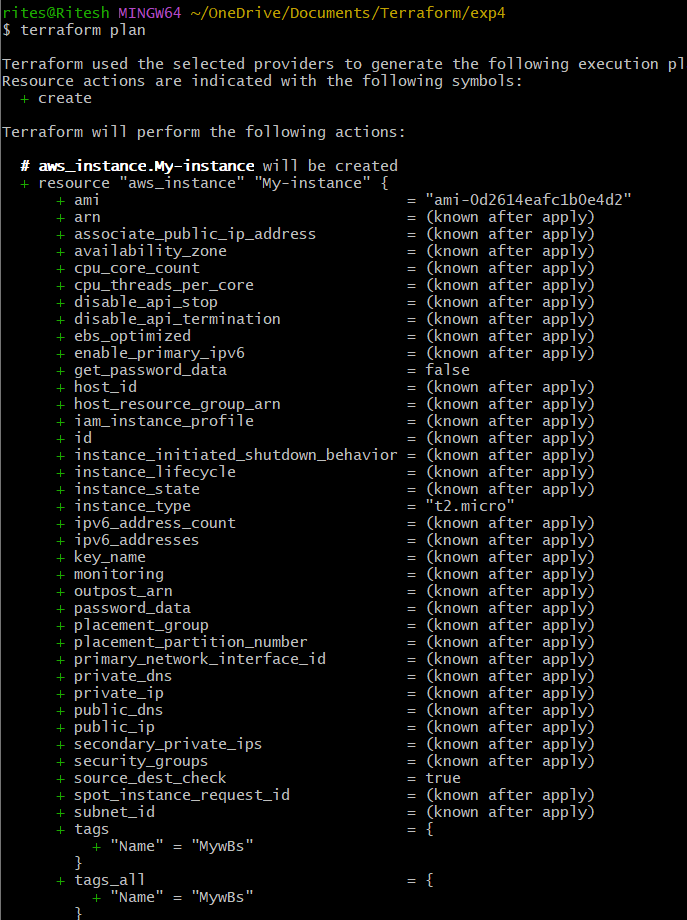 rites@Ritesh MINGW64 ~/OneDrive/Documents/Terraform/exp4
$ terraform plan
Terraform used the selected providers to generate the following execution pl
Resource actions are indicated with the following symbols:
  + create
Terraform will perform the following actions:
  # aws_instance.My-instance will be created
  + resource "aws_instance" "My-instance" {
      + ami                                  = "ami-0d2614eafc1b0e4d2"
      + arn                                  = (known after apply)
      + associate_public_ip_address          = (known after apply)
      + availability_zone                    = (known after apply)
      + cpu_core_count                       = (known after apply)
      + cpu_threads_per_core                 = (known after apply)
      + disable_api_stop                     = (known after apply)
      + disable_api_termination              = (known after apply)
      + ebs_optimized                        = (known after apply)
      + enable_primary_ipv6                  = (known after apply)
      + get_password_data                    = false
      + host_id                              = (known after apply)
      + host_resource_group_arn              = (known after apply)
      + iam_instance_profile                 = (known after apply)
      + id                                   = (known after apply)
      + instance_initiated_shutdown_behavior = (known after apply)
      + instance_lifecycle                   = (known after apply)
      + instance_state                       = (known after apply)
      + instance_type                        = "t2.micro"
      + ipv6_address_count                   = (known after apply)
      + ipv6_addresses                       = (known after apply)
      + key_name                             = (known after apply)
      + monitoring                           = (known after apply)
      + outpost_arn                          = (known after apply)
      + password_data                        = (known after apply)
      + placement_group                      = (known after apply)
      + placement_partition_number           = (known after apply)
      + primary_network_interface_id         = (known after apply)
      + private_dns                          = (known after apply)
      + private_ip                           = (known after apply)
      + public_dns                           = (known after apply)
      + public_ip                            = (known after apply)
      + secondary_private_ips                = (known after apply)
      + security_groups                      = (known after apply)
      + source_dest_check                    = true
      + spot_instance_request_id             = (known after apply)
      + subnet_id                            = (known after apply)
      + tags                                 = {
          + "Name" = "MywBs"
        }
      + tags_all                             = {
          + "Name" = "MywBs"
        }